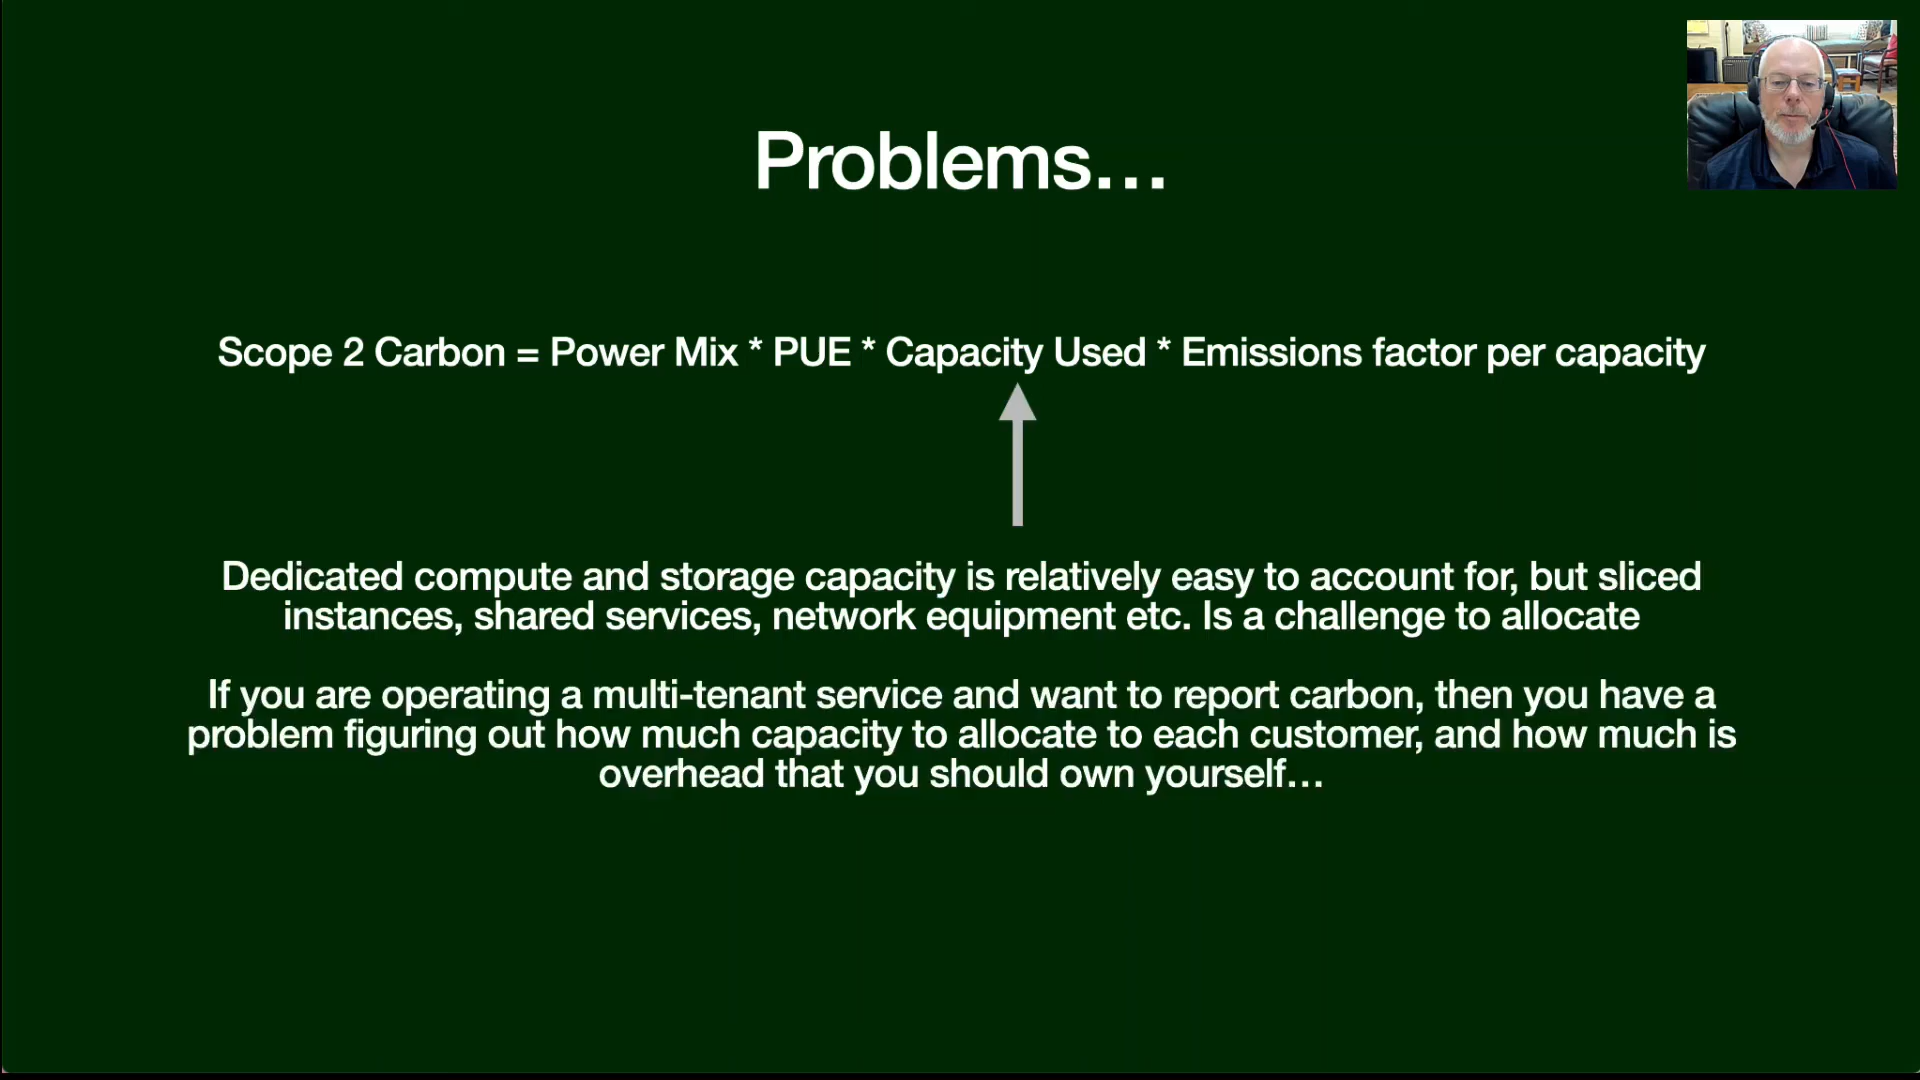 Problems...
Scope 2 Carbon = Power Mix * PUE * Capacity Used * Emissions factor per capacity
Dedicated compute and storage capacity is relatively easy to account for, but sliced
instances, shared services, network equipment etc. Is a challenge to allocate
If you are operating a multi-tenant service and want to report carbon, then you have a
problem figuring out how much capacity to allocate to each customer, and how much is
overhead that you should own yourself...